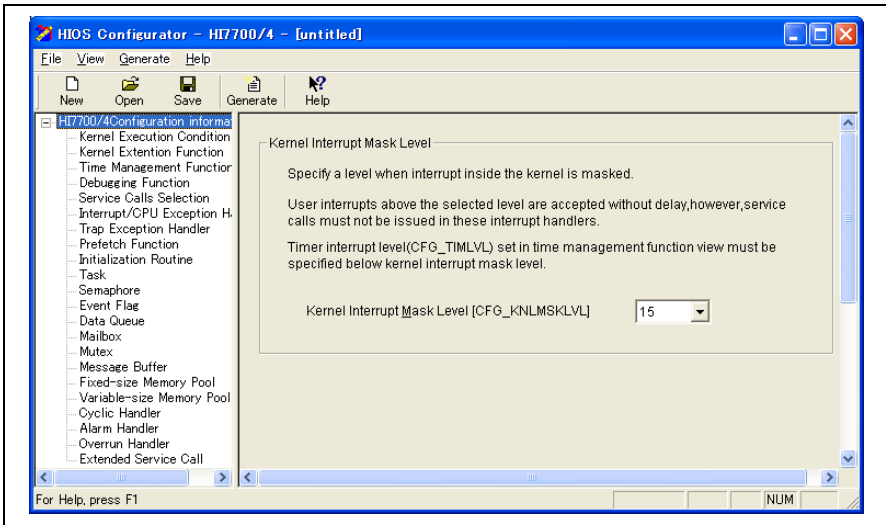 HIOS Configurator - HI7700/4 - [untitled]
File View Generate Help
New Open Save Generate Help
HI7700/4Configuration informa
Kernel Execution Condition
Kernel Extention Function
Time Management Function
Debugging Function
Service Calls Selection
Interrupt/CPU Exception H
Trap Exception Handler
Prefetch Function
Initialization Routine
Task
Semaphore
Event Flag
Data Queue
Mailbox
Mutex
Message Buffer
Fixed-size Memory Pool
Variable-size Memory Pool
Cyclic Handler
Alarm Handler
Overrun Handler
Extended Service Call
Kernel Interrupt Mask Level
Specify a level when interrupt inside the kernel is masked.
User interrupts above the selected level are accepted without delay,however,service
calls must not be issued in these interrupt handlers.
Timer interrupt level(CFG_TIMLVL) set in time management function view must be
specified below kernel interrupt mask level.
Kernel Interrupt Mask Level [CFG_KNLMSKLVL] 15
For Help, press F1
NUM